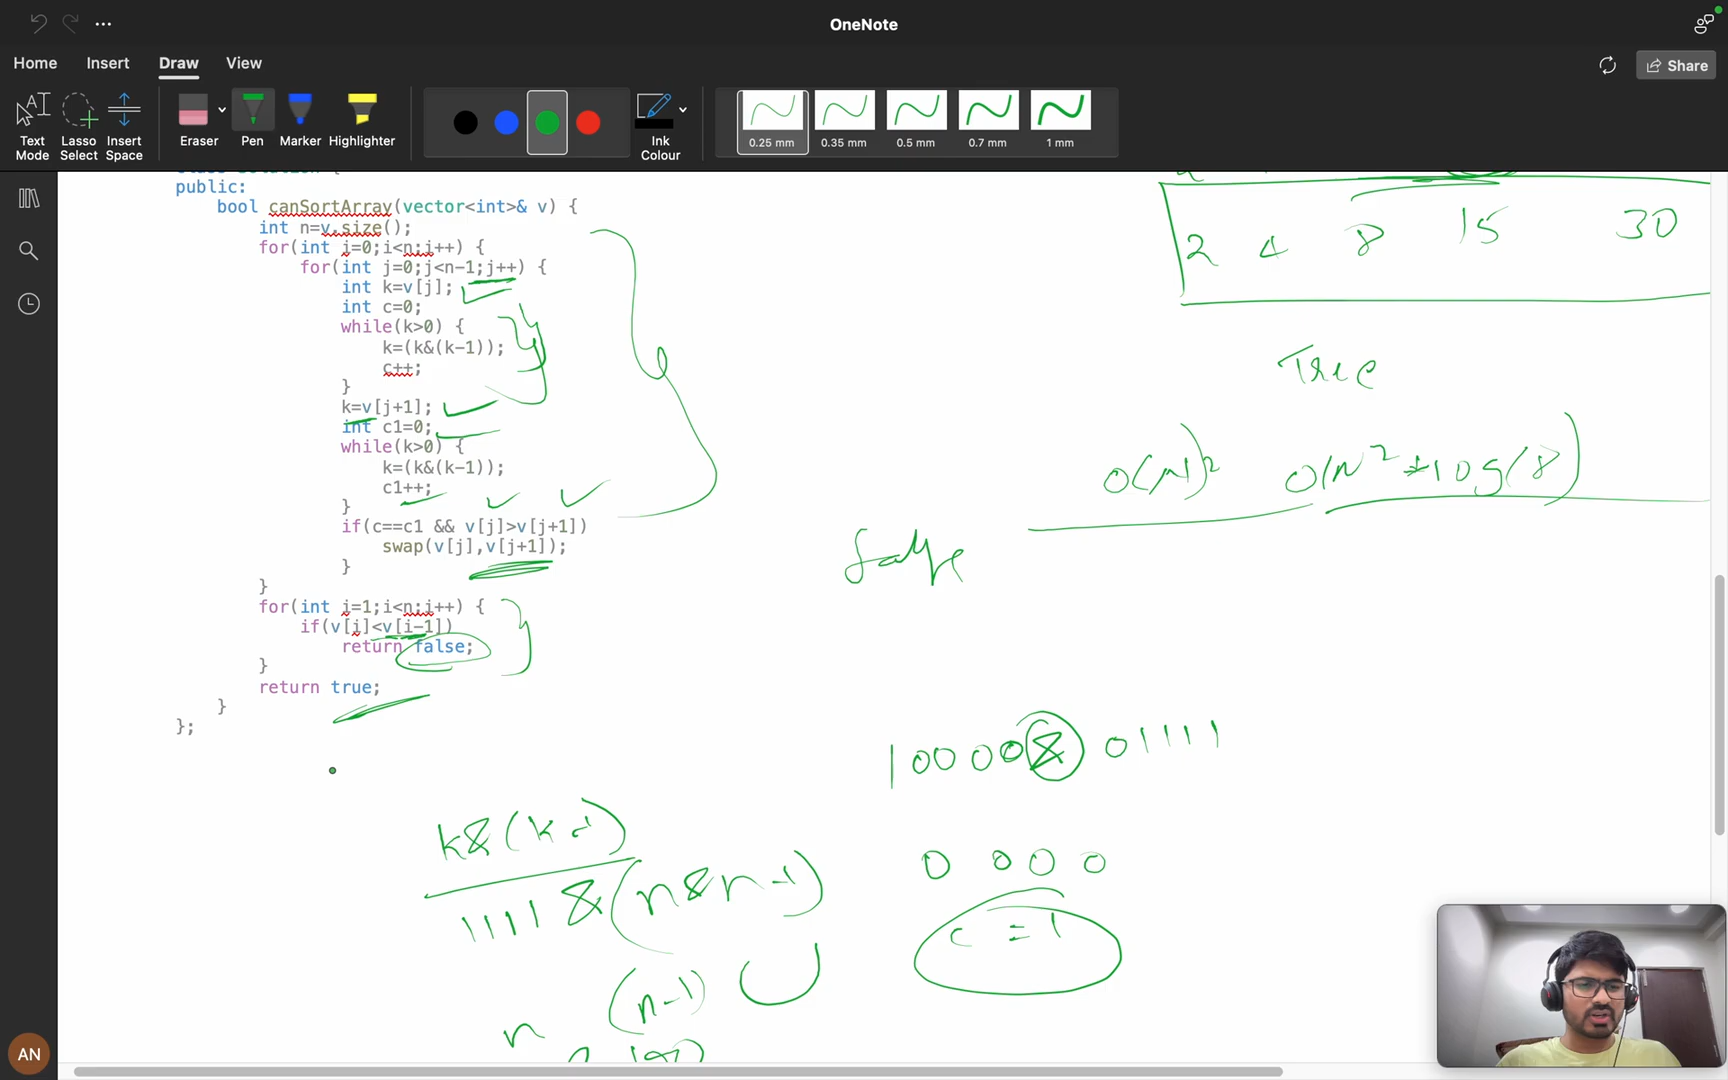 OneNote
Home Insert Draw View
Share
Text Mode
Lasso Select
Insert Space
Eraser
Pen
Marker
Highlighter
Ink Colour
0.25 mm
0.35 mm
0.5 mm
0.7 mm
1 mm
public:
bool canSortArray(vector<int>& v) {
int n=v.size();
for(int i=0;i<n;i++) {
for(int j=0;j<n-1;j++) {
int k=v[j];
int c=0;
while(k>0) {
k=(k&(k-1));
c++;
}
k=v[j+1];
int c1=0;
while(k>0) {
k=(k&(k-1));
c1++;
}
if(c==c1 && v[j]>v[j+1])
swap(v[j],v[j+1]);
}
}
for(int i=1;i<n;i++) {
if(v[i]<v[i-1])
return false;
}
return true;
}
};
2 4 8 15 30
True
O(N)2 O(N2 * log(8)
false
10000 & 01111
k&(k-1)
1111 & (n&n-1)
0 0 0 0
c = 1
(n-1)
n
AN